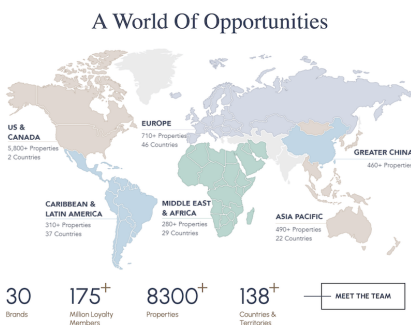 A World Of Opportunities
US &
CANADA
5,800+ Properties
2 Countries
EUROPE
710+ Properties
46 Countries
GREATER CHINA
460+ Properties
CARIBBEAN &
LATIN AMERICA
310+ Properties
37 Countries
MIDDLE EAST
& AFRICA
280+ Properties
29 Countries
ASIA PACIFIC
490+ Properties
22 Countries
30
Brands
175+
Million Loyalty
Members
8300+
Properties
138+
Countries &
Territories
MEET THE TEAM